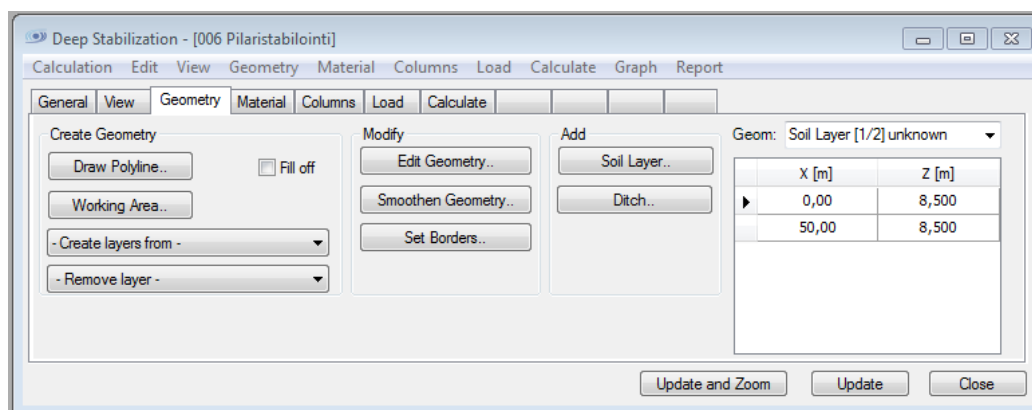 Deep Stabilization - [006 Pilaristabilointi]
Calculation Edit View Geometry Material Columns Load Calculate Graph Report
General View Geometry Material Columns Load Calculate
Create Geometry
Draw Polyline..
Fill off
Working Area..
- Create layers from -
- Remove layer -
Modify
Edit Geometry..
Smoothen Geometry..
Set Borders..
Add
Soil Layer..
Ditch..
Geom: Soil Layer [1/2] unknown
X [m] Z [m]
0,00 8,500
50,00 8,500
Update and Zoom Update Close